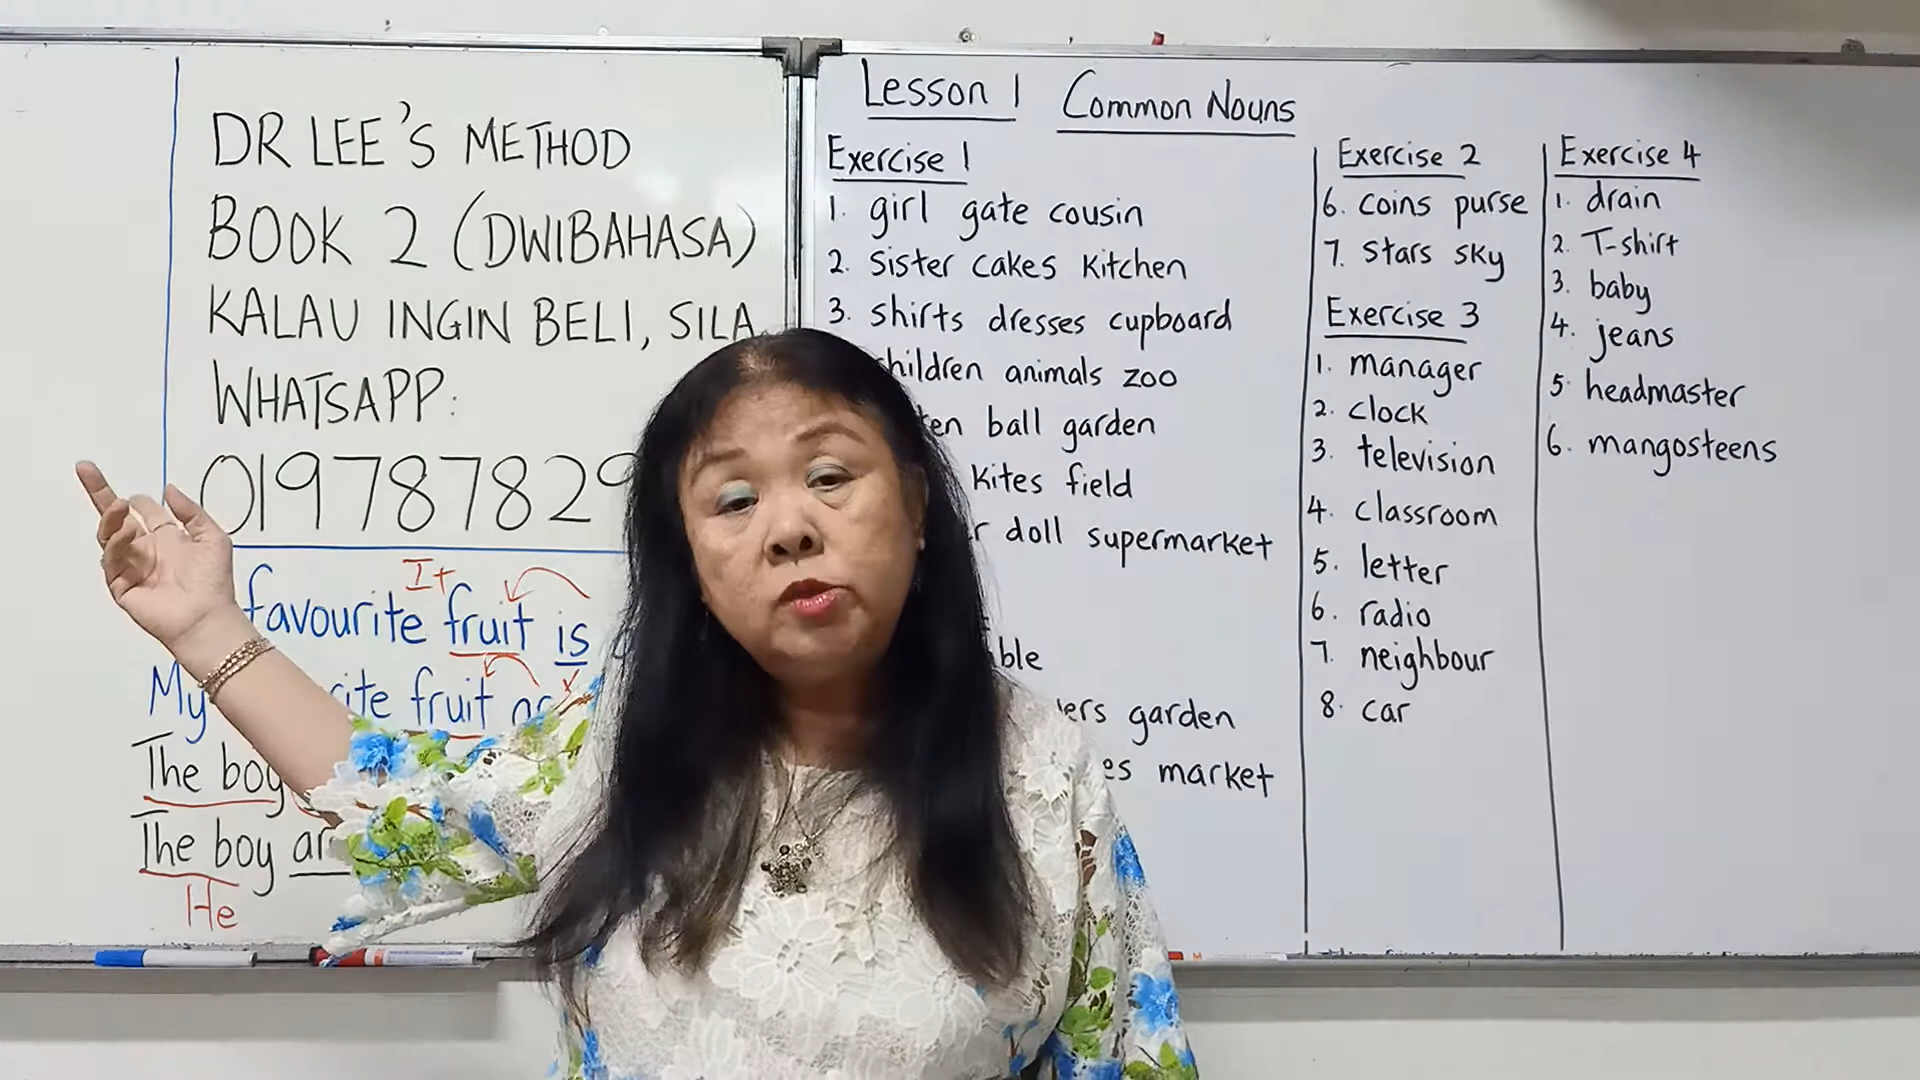 DR LEE'S METHOD
BOOK 2 (DWIBAHASA)
KALAU INGIN BELI, SILA
WHATSAPP:
019787829
It
favourite fruit is
My fruit
x
The boy
The boy
He
Lesson 1 Common Nouns
Exercise 1
1. girl gate cousin
2. sister cakes kitchen
3. shirts dresses cupboard
animals zoo
ball garden
kites field
doll supermarket
garden
market
Exercise 2
6. coins purse
7. stars sky
Exercise 3
1. manager
2. clock
3. television
4. classroom
5. letter
6. radio
7. neighbour
8. car
Exercise 4
1. drain
2. T-shirt
3. baby
4. jeans
5. headmaster
6. mangosteens